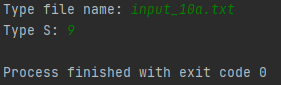 Type file name: input_10a.txt
Type S: 9
Process finished with exit code 0